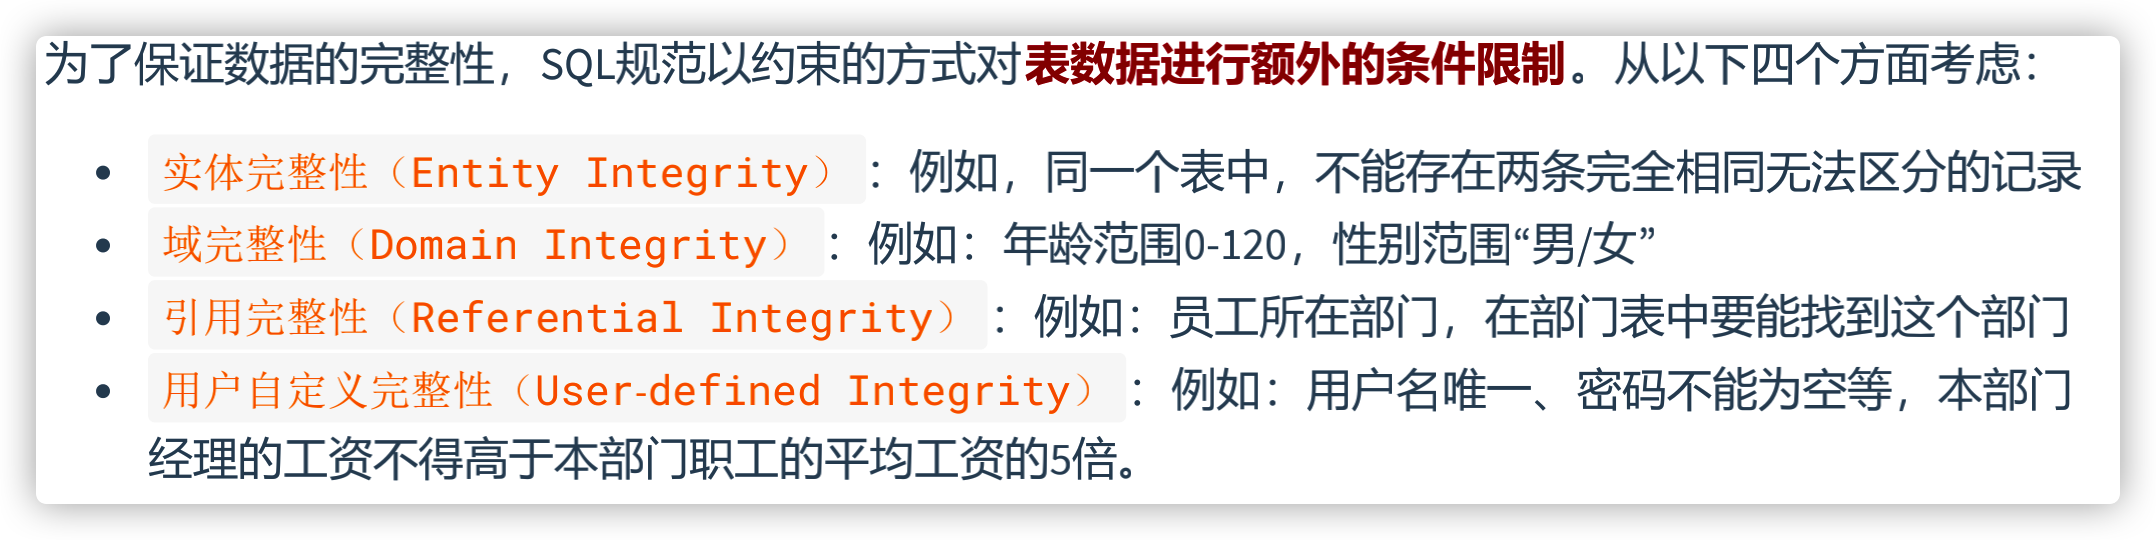 为了保证数据的完整性，SQL规范以约束的方式对表数据进行额外的条件限制。从以下四个方面考虑：
• 实体完整性（Entity Integrity）：例如，同一个表中，不能存在两条完全相同无法区分的记录
• 域完整性（Domain Integrity）：例如：年龄范围0-120，性别范围“男/女”
• 引用完整性（Referential Integrity）：例如：员工所在部门，在部门表中要能找到这个部门
• 用户自定义完整性（User-defined Integrity）：例如：用户名唯一、密码不能为空等，本部门
经理的工资不得高于本部门职工的平均工资的5倍。